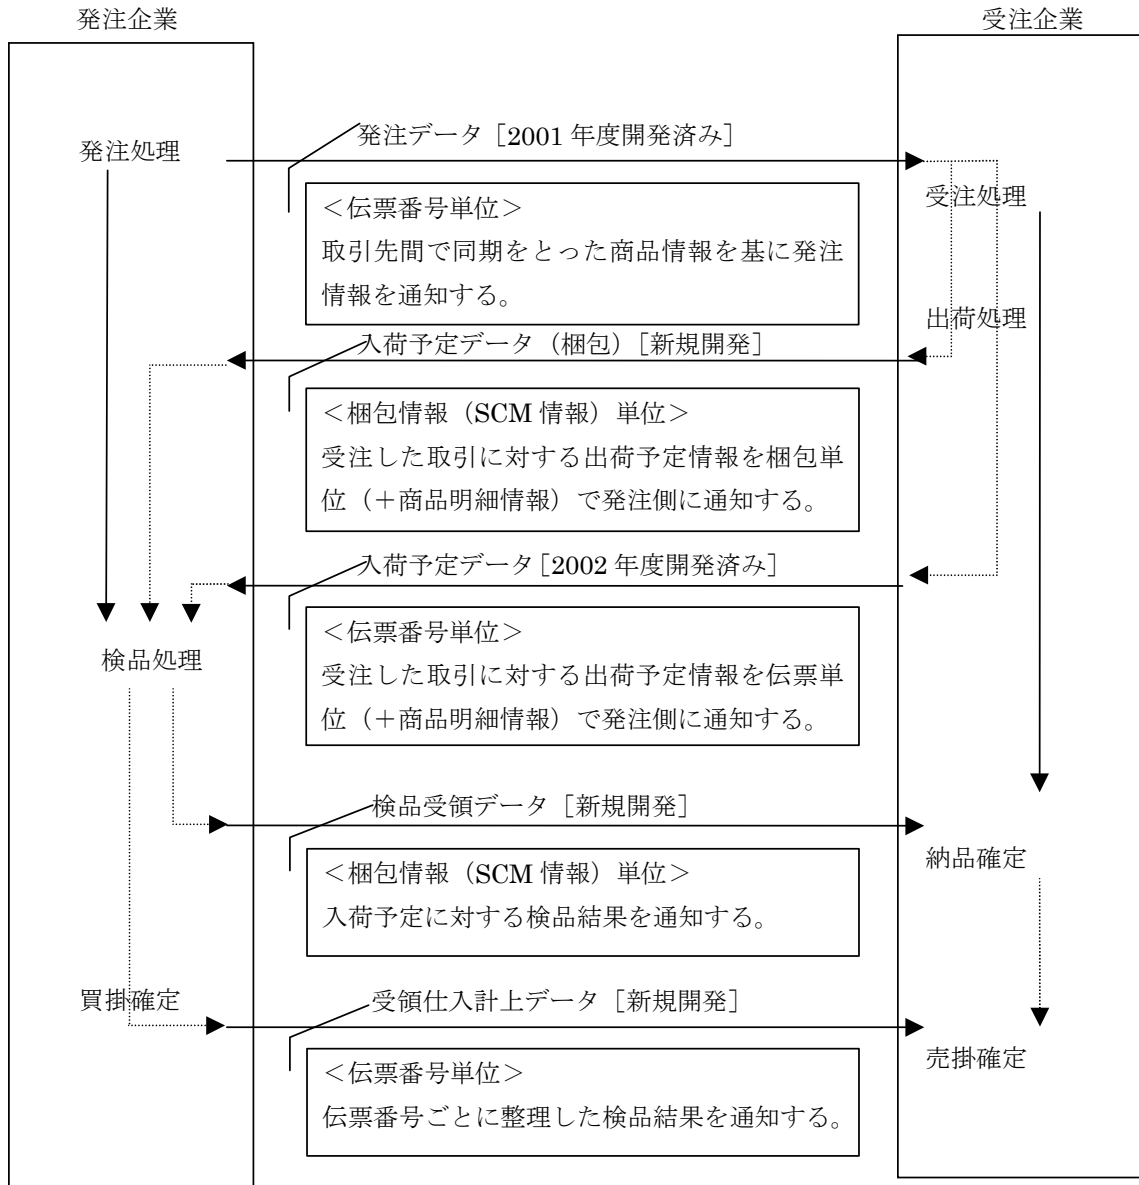 発注企業
受注企業
発注データ［2001 年度開発済み］
発注処理
＜伝票番号単位＞
取引先間で同期をとった商品情報を基に発注
情報を通知する。
受注処理
出荷処理
入荷予定データ（梱包）［新規開発］
＜梱包情報（SCM 情報）単位＞
受注した取引に対する出荷予定情報を梱包単
位（＋商品明細情報）で発注側に通知する。
入荷予定データ［2002 年度開発済み］
＜伝票番号単位＞
受注した取引に対する出荷予定情報を伝票単
位（＋商品明細情報）で発注側に通知する。
検品処理
検品受領データ［新規開発］
＜梱包情報（SCM 情報）単位＞
入荷予定に対する検品結果を通知する。
納品確定
買掛確定
受領仕入計上データ［新規開発］
＜伝票番号単位＞
伝票番号ごとに整理した検品結果を通知する。
売掛確定